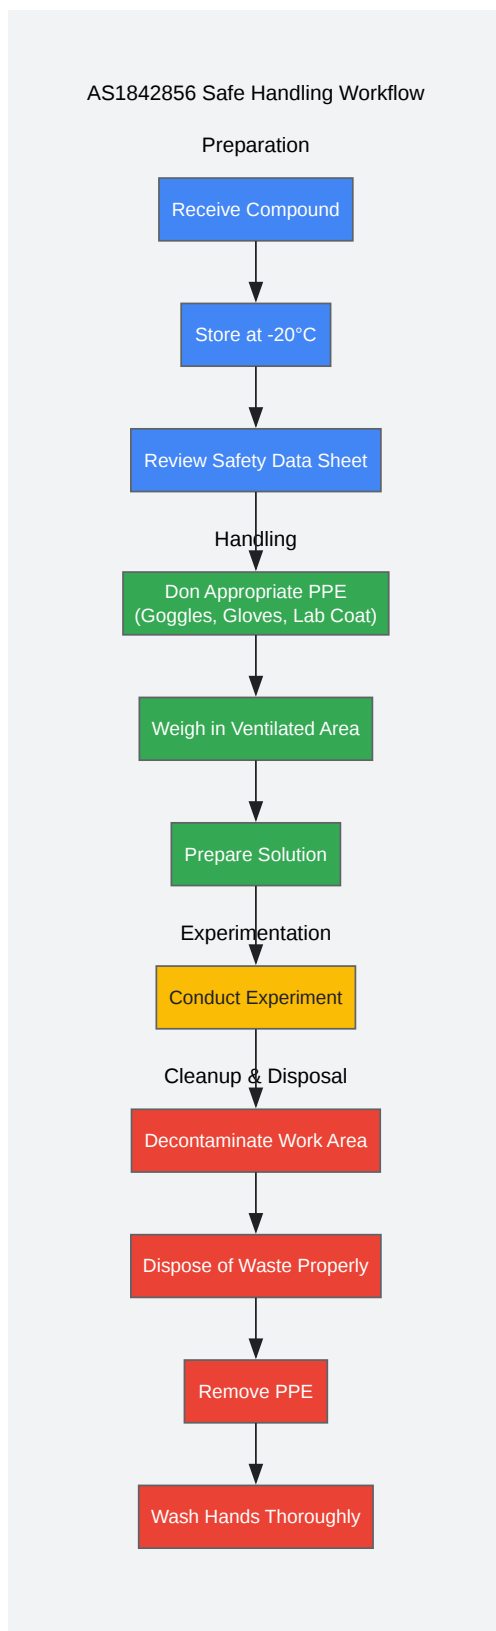 AS1842856 Safe Handling Workflow
Preparation
Receive Compound
Store at -20°C
Review Safety Data Sheet
Handling
Don Appropriate PPE
(Goggles, Gloves, Lab Coat)
Weigh in Ventilated Area
Prepare Solution
Experimentation
Conduct Experiment
Cleanup & Disposal
Decontaminate Work Area
Dispose of Waste Properly
Remove PPE
Wash Hands Thoroughly